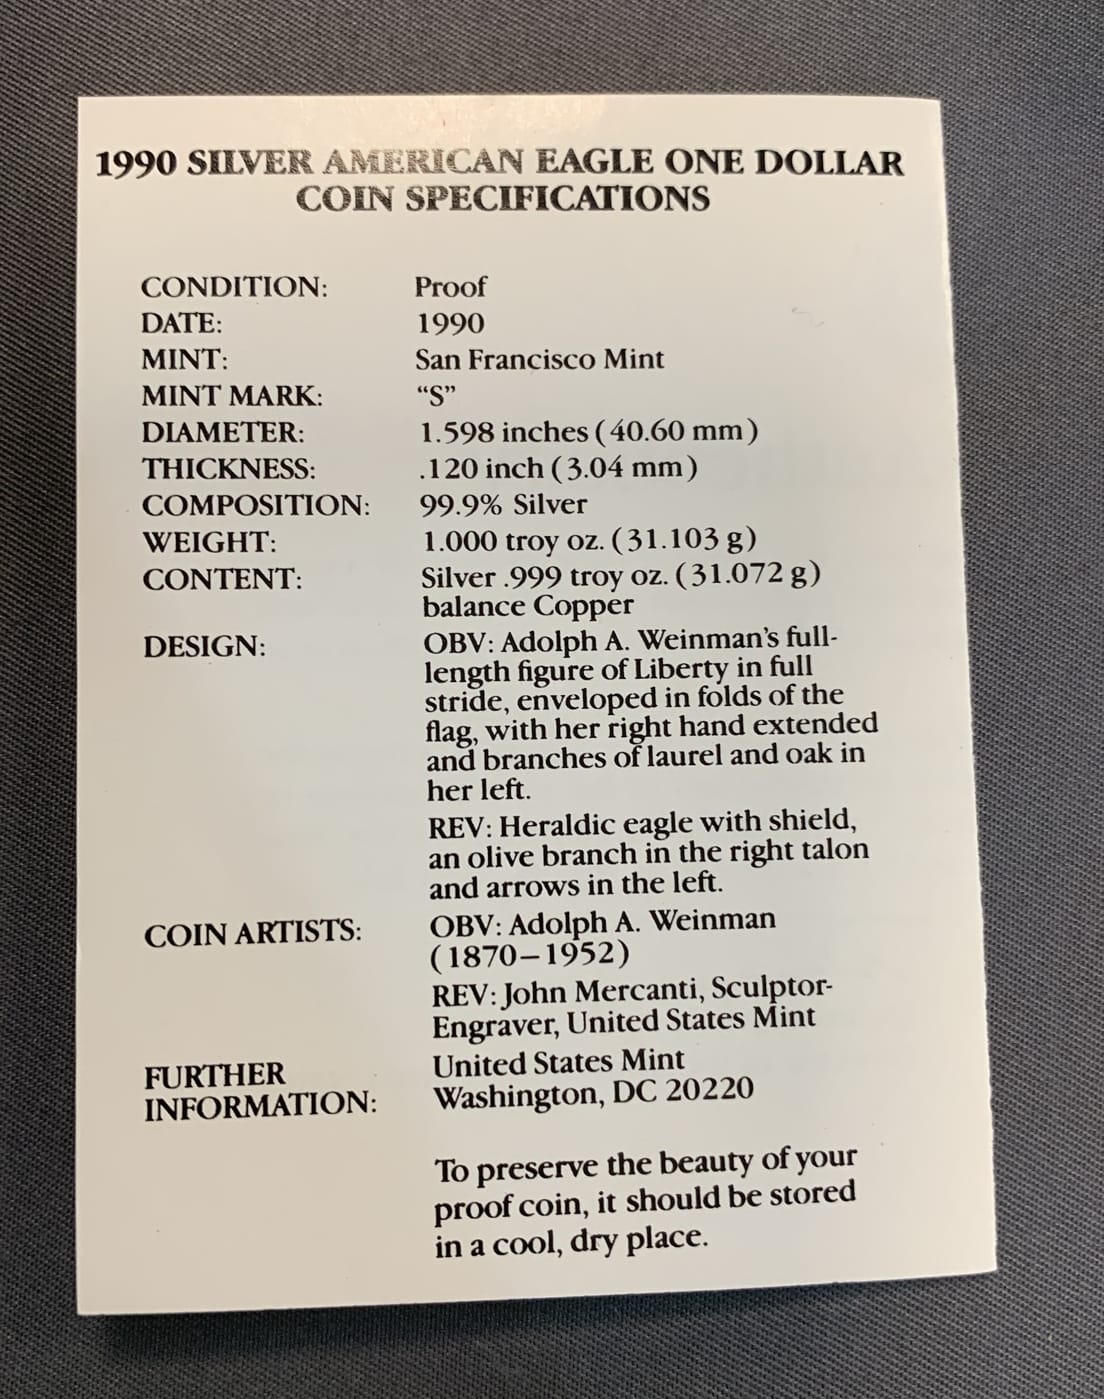 1990 SILVER AMERICAN EAGLE ONE DOLLAR
COIN SPECIFICATIONS
CONDITION: Proof
DATE: 1990
MINT: San Francisco Mint
MINT MARK: “S”
DIAMETER: 1.598 inches (40.60 mm)
THICKNESS: .120 inch (3.04 mm)
COMPOSITION: 99.9% Silver
WEIGHT: 1.000 troy oz. (31.103 g)
CONTENT: Silver .999 troy oz. (31.072 g)
balance Copper
DESIGN: OBV: Adolph A. Weinman’s full-
length figure of Liberty in full
stride, enveloped in folds of the
flag, with her right hand extended
and branches of laurel and oak in
her left.
REV: Heraldic eagle with shield,
an olive branch in the right talon
and arrows in the left.
COIN ARTISTS: OBV: Adolph A. Weinman
(1870–1952)
REV: John Mercanti, Sculptor-
Engraver, United States Mint
FURTHER
INFORMATION:
United States Mint
Washington, DC 20220
To preserve the beauty of your
proof coin, it should be stored
in a cool, dry place.